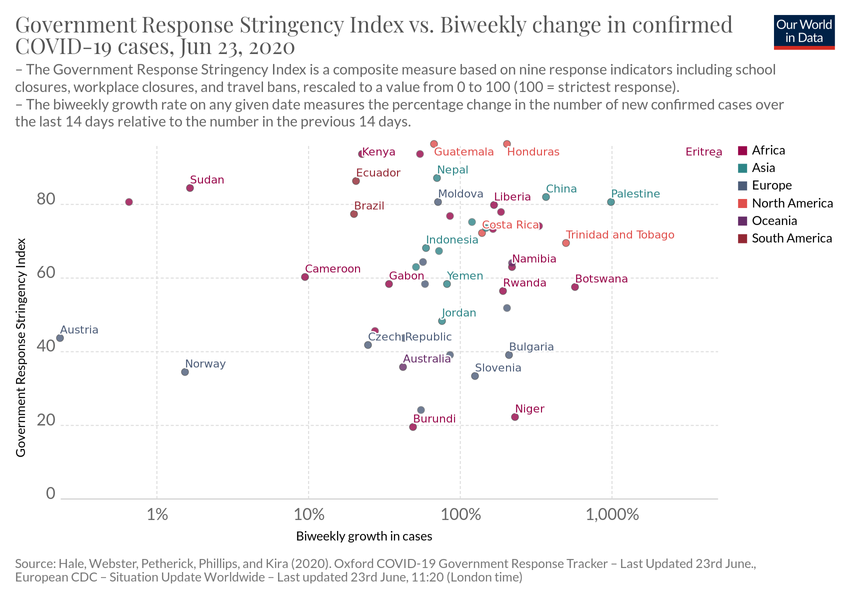 Government Response Stringency Index vs. Biweekly change in confirmed
COVID-19 cases, Jun 23, 2020
Our World
in Data
– The Government Response Stringency Index is a composite measure based on nine response indicators including school
closures, workplace closures, and travel bans, rescaled to a value from 0 to 100 (100 = strictest response).
– The biweekly growth rate on any given date measures the percentage change in the number of new confirmed cases over
the last 14 days relative to the number in the previous 14 days.
Kenya
Guatemala
Honduras
Eritrea
Ecuador
Nepal
Sudan
Moldova
Liberia
China
Palestine
Brazil
Costa Rica
Trinidad and Tobago
Indonesia
Namibia
Cameroon
Gabon
Yemen
Rwanda
Botswana
Jordan
Austria
Czech Republic
Bulgaria
Norway
Australia
Slovenia
Burundi
Niger
80
60
40
20
0
Government Response Stringency Index
1%
10%
100%
1,000%
Biweekly growth in cases
Africa
Asia
Europe
North America
Oceania
South America
Source: Hale, Webster, Petherick, Phillips, and Kira (2020). Oxford COVID-19 Government Response Tracker – Last Updated 23rd June.,
European CDC – Situation Update Worldwide – Last updated 23rd June, 11:20 (London time)